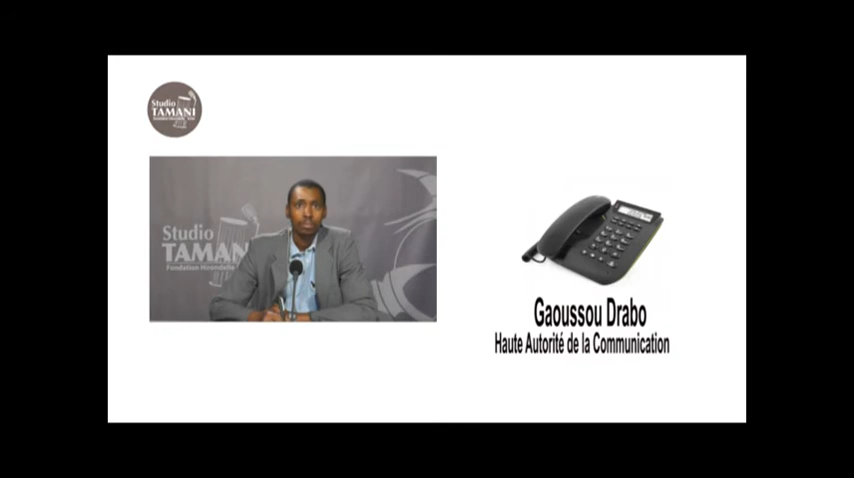 Studio
TAMANI
Studio
TAMANI
Fondation Hirondelle
Gaoussou Drabo
Haute Autorité de la Communication